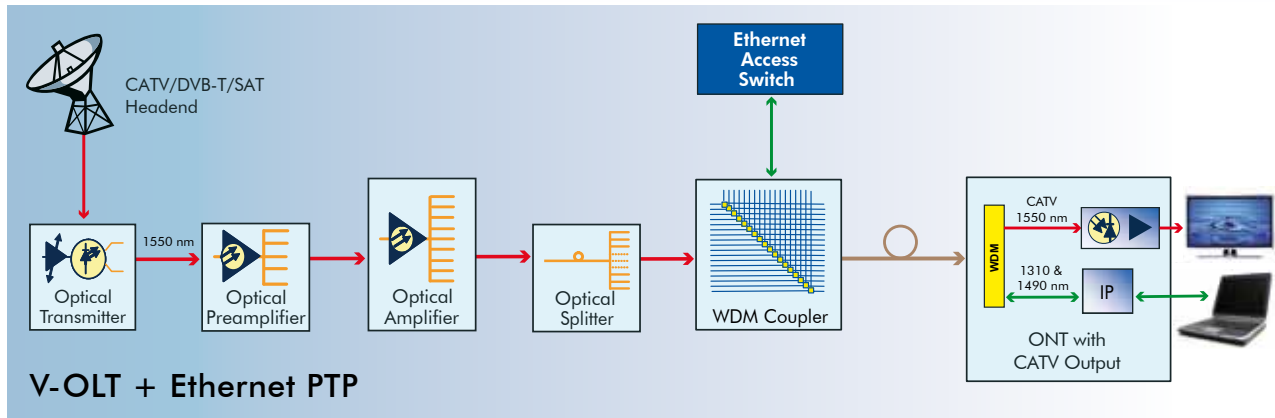 CATV/DVB-T/SAT
Headend
Ethernet
Access
Switch
1550 nm
Optical
Transmitter
Optical
Preamplifier
Optical
Amplifier
Optical
Splitter
WDM Coupler
WDM
CATV
1550 nm
1310 &
1490 nm
IP
ONT with
CATV Output
V-OLT + Ethernet PTP